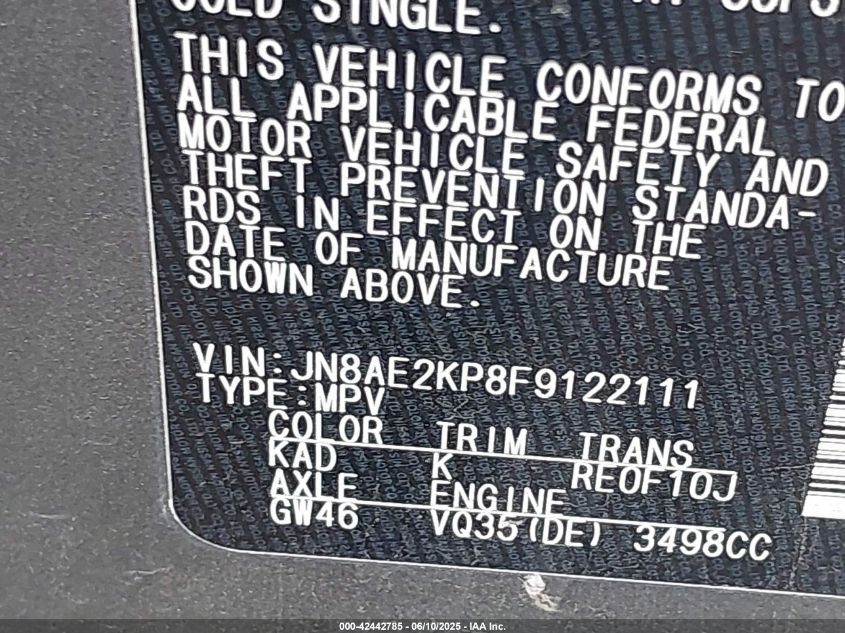 COLD SINGLE.
THIS VEHICLE CONFORMS TO
ALL APPLICABLE FEDERAL
MOTOR VEHICLE SAFETY AND
THEFT PREVENTION STANDA-
RDS IN EFFECT ON THE
DATE OF MANUFACTURE
SHOWN ABOVE.
VIN:JN8AE2KP8F9122111
TYPE:MPV
COLOR TRIM TRANS
KAD K RE0F10J
AXLE ENGINE
GW46 VQ35(DE) 3498CC
000-42442785 - 06/10/2025 - IAA Inc.